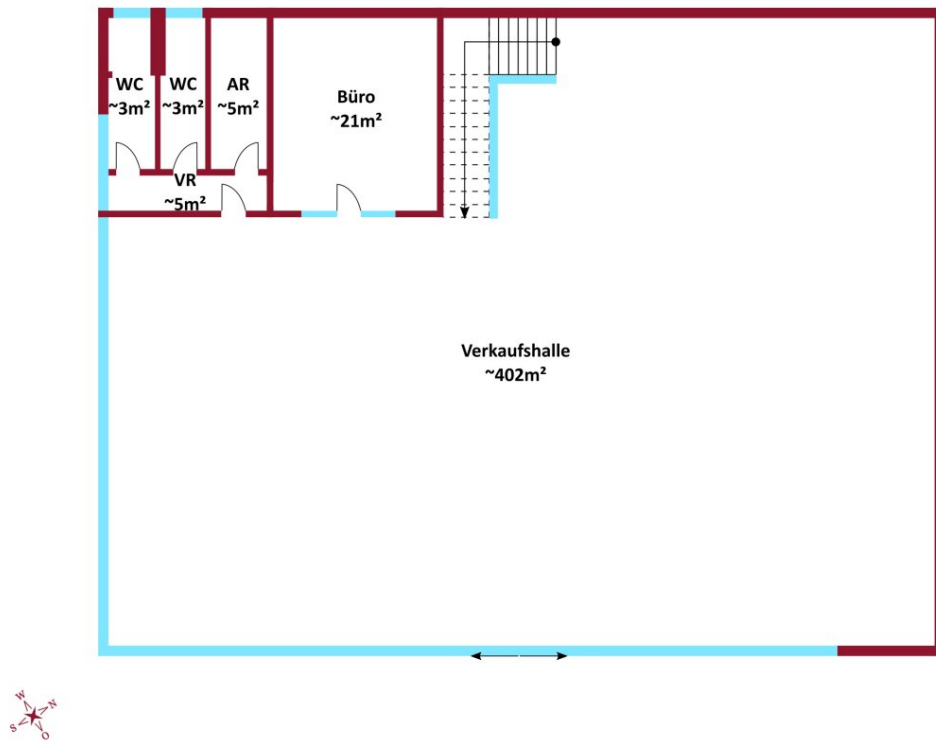 WC
~3m²
WC
~3m²
AR
~5m²
Büro
~21m²
VR
~5m²
Verkaufshalle
~402m²
W
N
S
O